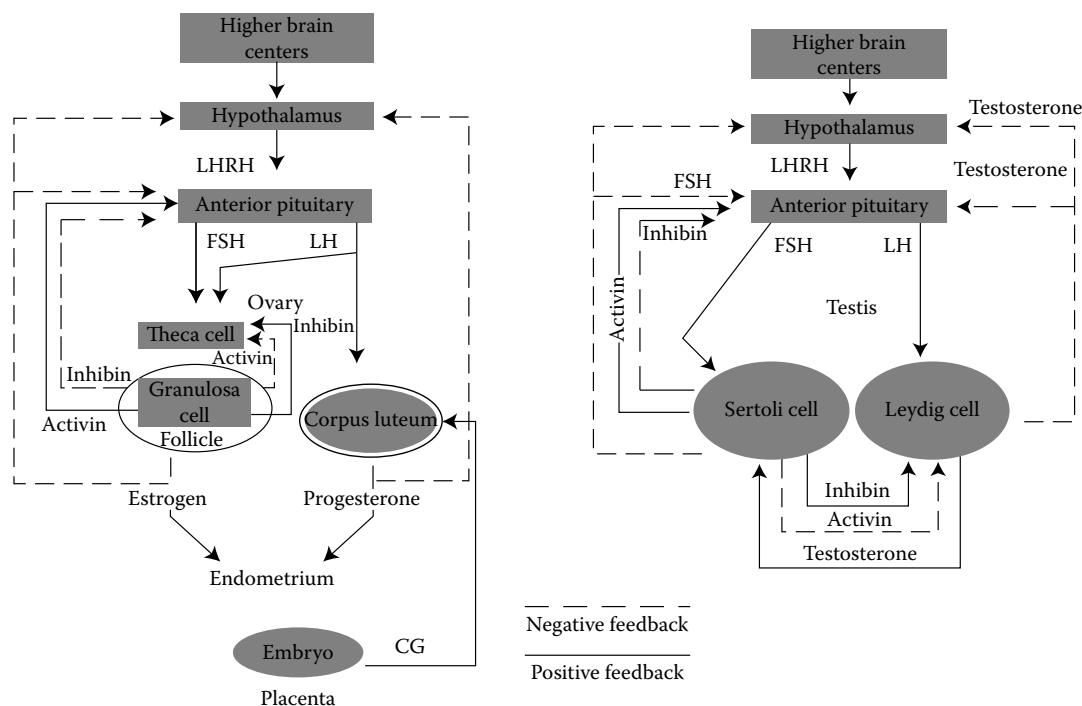 Higher brain
centers
Hypothalamus
LHRH
Anterior pituitary
FSH
LH
Ovary
Inhibin
Theca cell
Activin
Inhibin
Granulosa
cell
Activin
Follicle
Corpus luteum
Estrogen
Progesterone
Endometrium
Embryo
CG
Placenta
Higher brain
centers
Testosterone
Hypothalamus
LHRH
Testosterone
FSH
Anterior pituitary
Inhibin
FSH
LH
Activin
Testis
Sertoli cell
Leydig cell
Inhibin
Activin
Testosterone
Negative feedback
Positive feedback